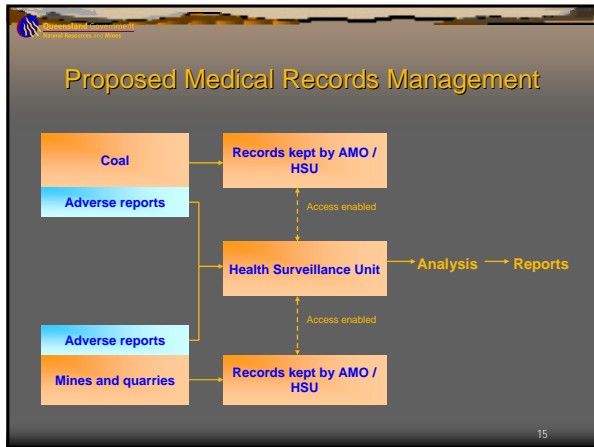 Queensland Government
Natural Resources and Mines
Proposed Medical Records Management
Coal
Records kept by AMO /
HSU
Adverse reports
Access enabled
Health Surveillance Unit
Analysis
Reports
Access enabled
Adverse reports
Mines and quarries
Records kept by AMO /
HSU
15